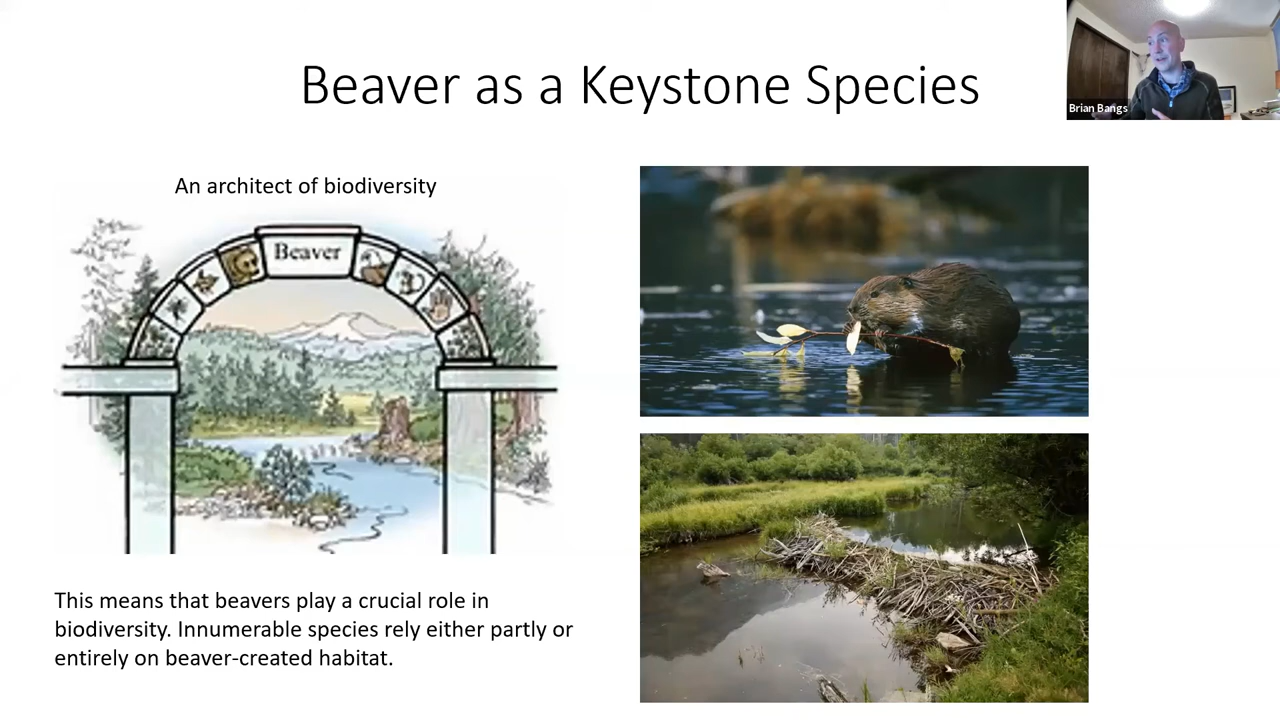 Beaver as a Keystone Species
Brian Bangs
An architect of biodiversity
Beaver
This means that beavers play a crucial role in
biodiversity. Innumerable species rely either partly or
entirely on beaver-created habitat.